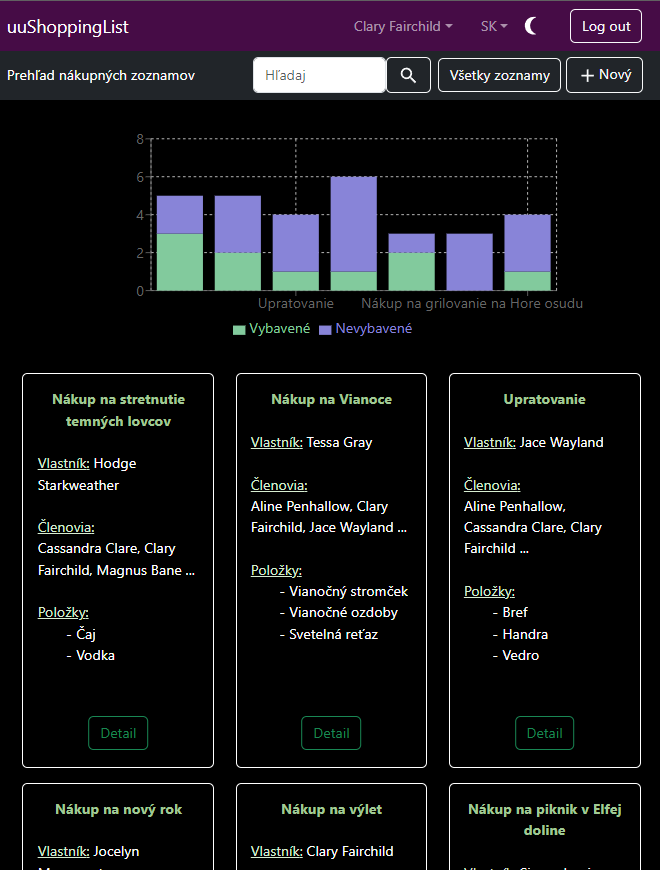 uuShoppingList Clary Fairchild SK Log out
Prehľad nákupných zoznamov Hľadaj Všetky zoznamy Nový
8
6
4
2
0
Upratovanie Nákup na grilovanie na Hore osudu
Vybavené Nevybavené
Nákup na stretnutie
temných lovcov
Vlastník: Hodge
Starkweather
Členovia:
Cassandra Clare, Clary
Fairchild, Magnus Bane ...
Položky:
- Čaj
- Vodka
Detail
Nákup na Vianoce
Vlastník: Tessa Gray
Členovia:
Aline Penhallow, Clary
Fairchild, Jace Wayland ...
Položky:
- Vianočný stromček
- Vianočné ozdoby
- Svetelná reťaz
Detail
Upratovanie
Vlastník: Jace Wayland
Členovia:
Aline Penhallow,
Cassandra Clare, Clary
Fairchild ...
Položky:
- Bref
- Handra
- Vedro
Detail
Nákup na nový rok
Vlastník: Jocelyn
Nákup na výlet
Vlastník: Clary Fairchild
Nákup na piknik v Elfej
doline